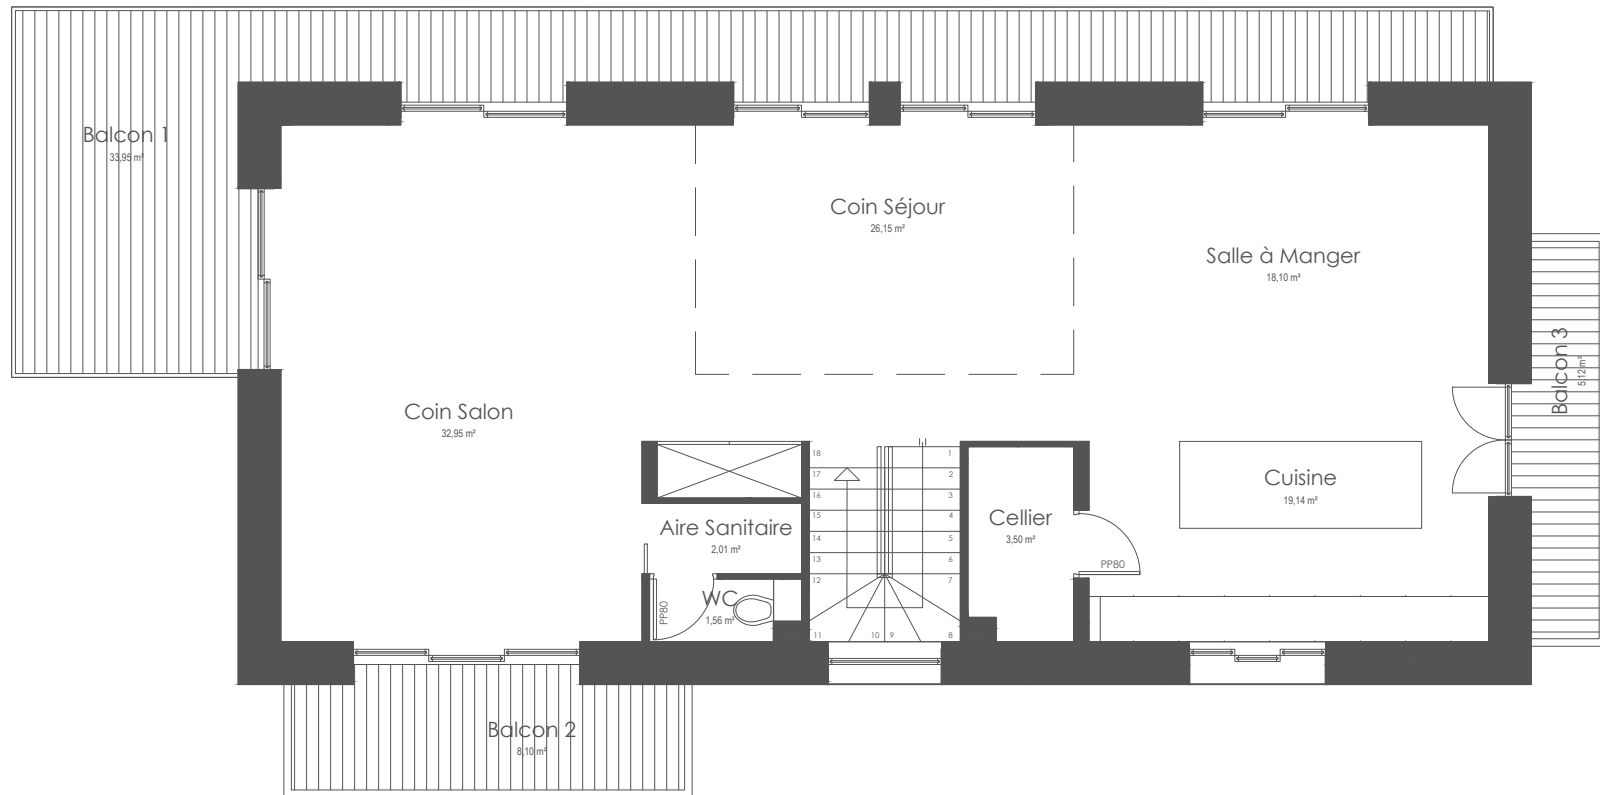 Balcon 1
33,95 m²
Coin Séjour
26,15 m²
Salle à Manger
18,10 m²
Balcon 3
5,12 m²
Coin Salon
32,95 m²
Cuisine
19,14 m²
Cellier
3,50 m²
PP80
Aire Sanitaire
2,01 m²
WC
1,56 m²
PP80
18
17
16
15
14
13
12
11
10
9
8
7
6
5
4
3
2
1
Balcon 2
8,10 m²